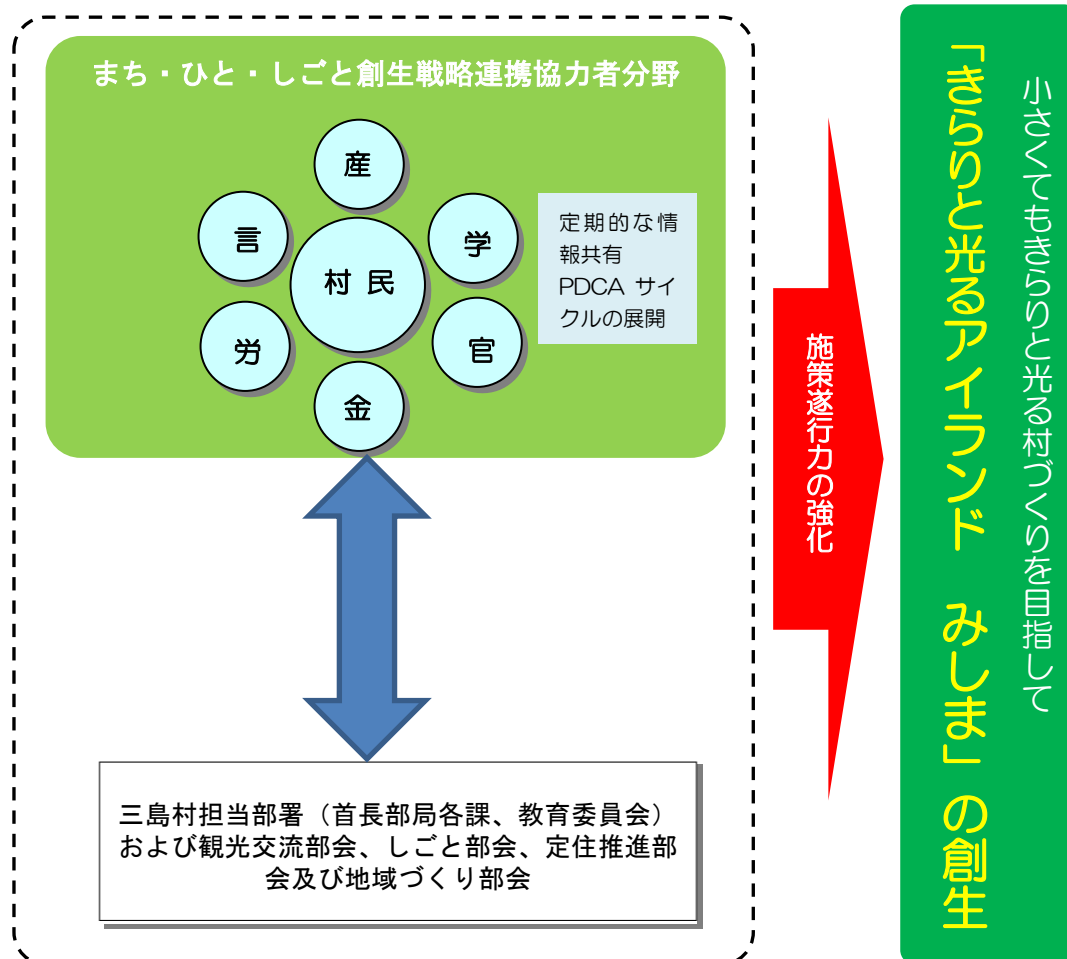 まち・ひと・しごと創生戦略連携協力者分野
産
言
学
村民
労
官
金
定期的な情
報共有
PDCA サイ
クルの展開
三島村担当部署（首長部局各課、教育委員会）
および観光交流部会、しごと部会、定住推進部
会及び地域づくり部会
施策遂行力の強化
小さくてもきらりと光る村づくりを目指して
「きらりと光るアイランド　みしま」の創生